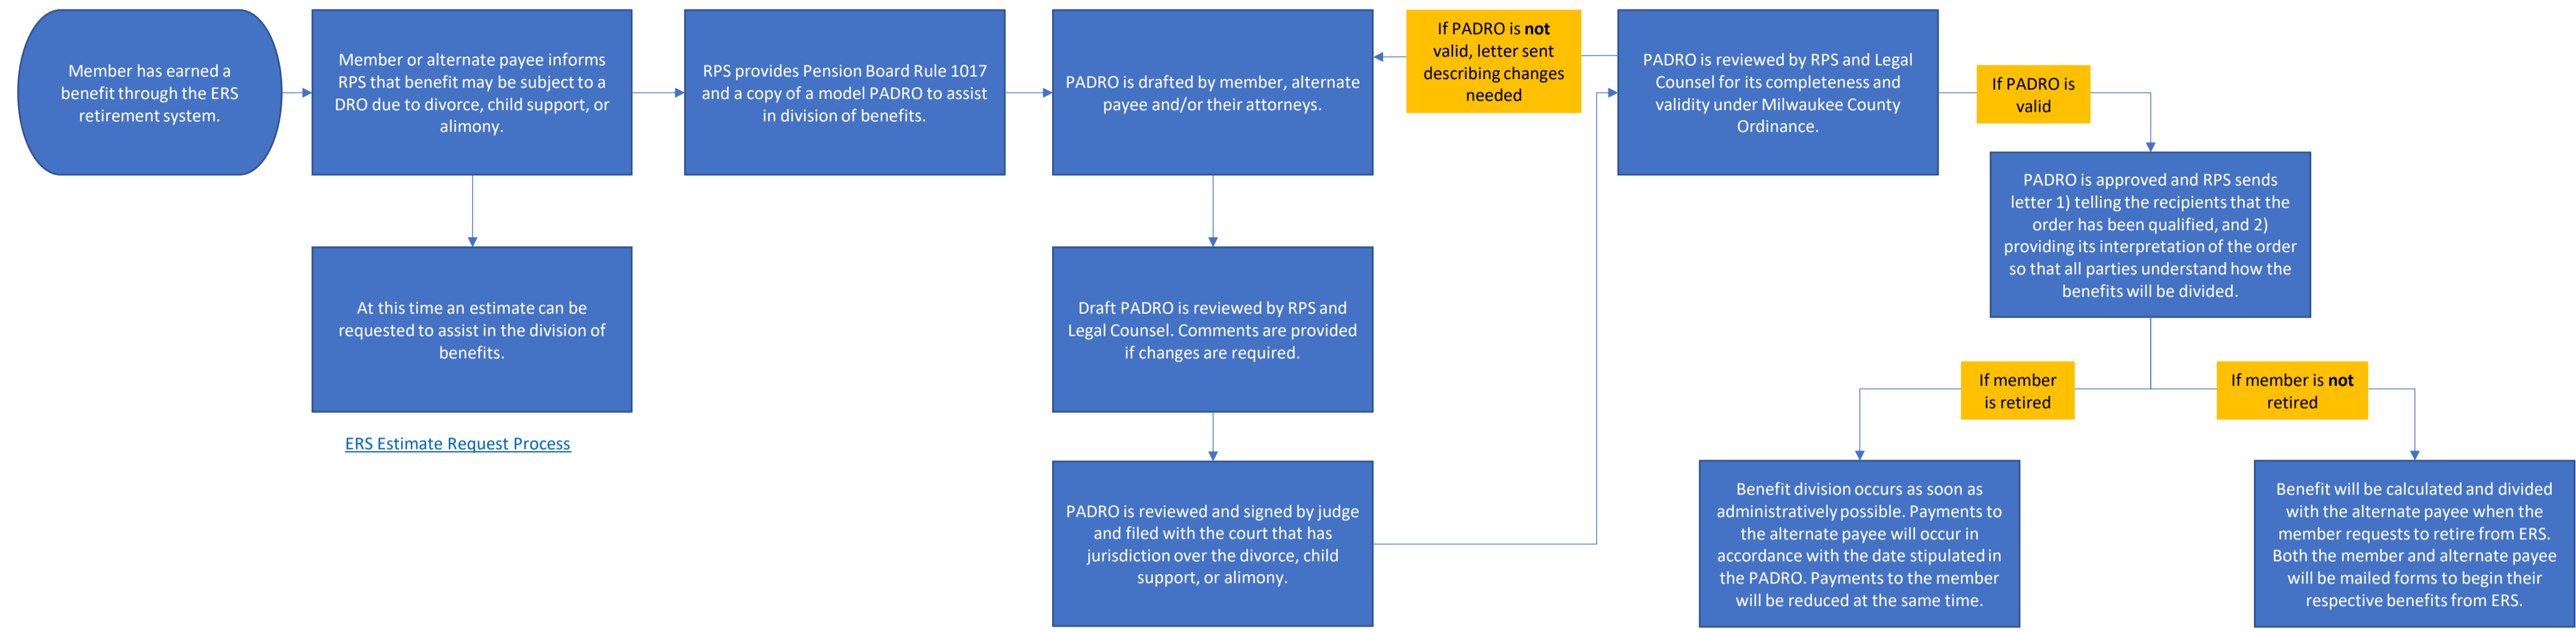 Member has earned a
benefit through the ERS
retirement system.
Member or alternate payee informs
RPS that benefit may be subject to a
DRO due to divorce, child support, or
alimony.
At this time an estimate can be
requested to assist in the division of
benefits.
ERS Estimate Request Process
RPS provides Pension Board Rule 1017
and a copy of a model PADRO to assist
in division of benefits.
PADRO is drafted by member, alternate
payee and/or their attorneys.
Draft PADRO is reviewed by RPS and
Legal Counsel. Comments are provided
if changes are required.
PADRO is reviewed and signed by judge
and filed with the court that has
jurisdiction over the divorce, child
support, or alimony.
If PADRO is not
valid, letter sent
describing changes
needed
PADRO is reviewed by RPS and Legal
Counsel for its completeness and
validity under Milwaukee County
Ordinance.
If PADRO is
valid
PADRO is approved and RPS sends
letter 1) telling the recipients that the
order has been qualified, and 2)
providing its interpretation of the order
so that all parties understand how the
benefits will be divided.
If member
is retired
If member is not
retired
Benefit division occurs as soon as
administratively possible. Payments to
the alternate payee will occur in
accordance with the date stipulated in
the PADRO. Payments to the member
will be reduced at the same time.
Benefit will be calculated and divided
with the alternate payee when the
member requests to retire from ERS.
Both the member and alternate payee
will be mailed forms to begin their
respective benefits from ERS.